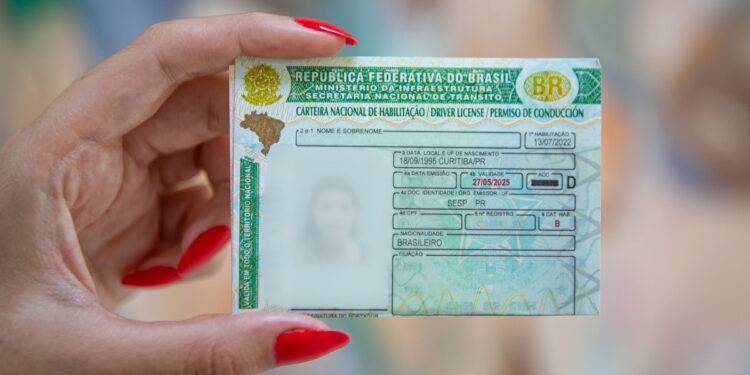 REPÚBLICA FEDERATIVA DO BRASIL
MINISTÉRIO DA INFRAESTRUTURA
SECRETARIA NACIONAL DE TRÂNSITO
BR
CARTEIRA NACIONAL DE HABILITAÇÃO / DRIVER LICENSE / PERMISO DE CONDUCCIÓN
2 e 1 NOME E SOBRENOME
1ª HABILITAÇÃO
13/07/2022
3 DATA, LOCAL E UF DE NASCIMENTO
18/09/1995 CURITIBA/PR
4a DATA EMISSÃO
4b VALIDADE
ACC
27/05/2025
D
4c DOC. IDENTIDADE / ÓRG. EMISSOR / UF
SESP PR
4d CPF
5 Nº REGISTRO
9 CAT. HAB.
B
NACIONALIDADE
BRASILEIRO
FILIAÇÃO
VÁLIDA EM TODO O TERRITÓRIO NACIONAL